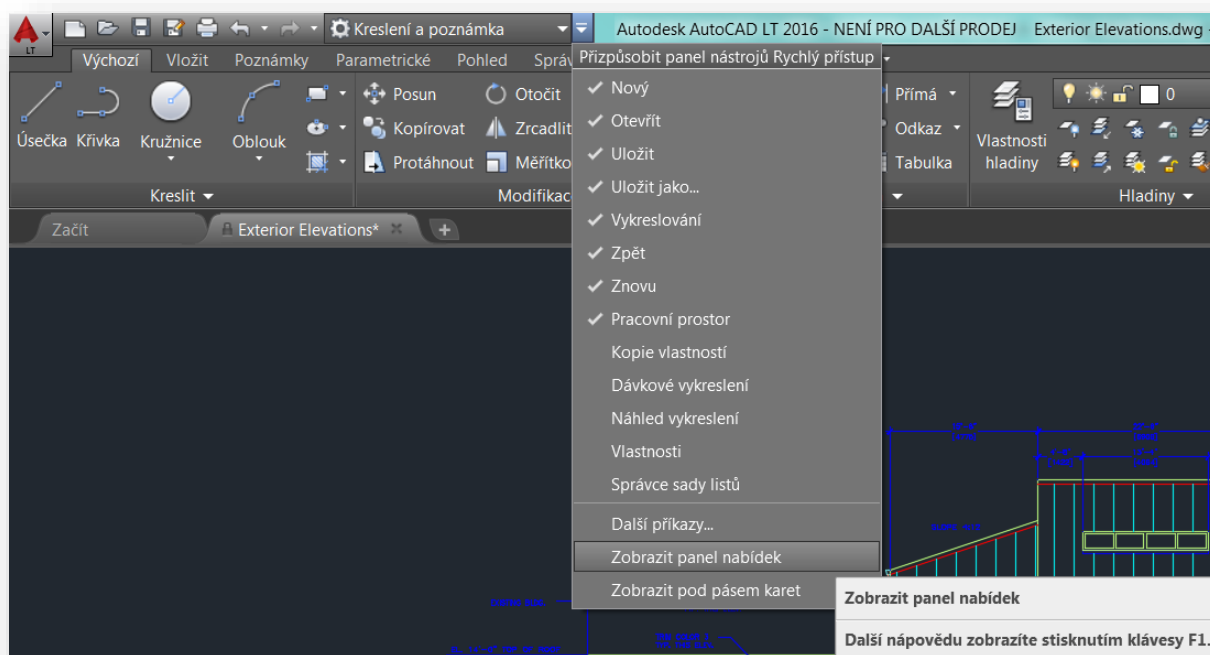 LT
Kreslení a poznámka
Autodesk AutoCAD LT 2016 - NENÍ PRO DALŠÍ PRODEJ Exterior Elevations.dwg
Výchozí Vložit Poznámky Parametrické Pohled
Přizpůsobit panel nástrojů Rychlý přístup
Úsečka Křivka Kružnice Oblouk
Posun Otočit
Kopírovat Zrcadlit
Protáhnout Měřítko
Přímá
Odkaz
Tabulka
Vlastnosti
hladiny
0
Kreslit
Hladiny
Začít
Exterior Elevations*
Nový
Otevřít
Uložit
Uložit jako...
Vykreslování
Zpět
Znovu
Pracovní prostor
Kopie vlastností
Dávkové vykreslení
Náhled vykreslení
Vlastnosti
Správce sady listů
Další příkazy...
Zobrazit panel nabídek
Zobrazit pod pásem karet
Zobrazit panel nabídek
Další nápovědu zobrazíte stisknutím klávesy F1.